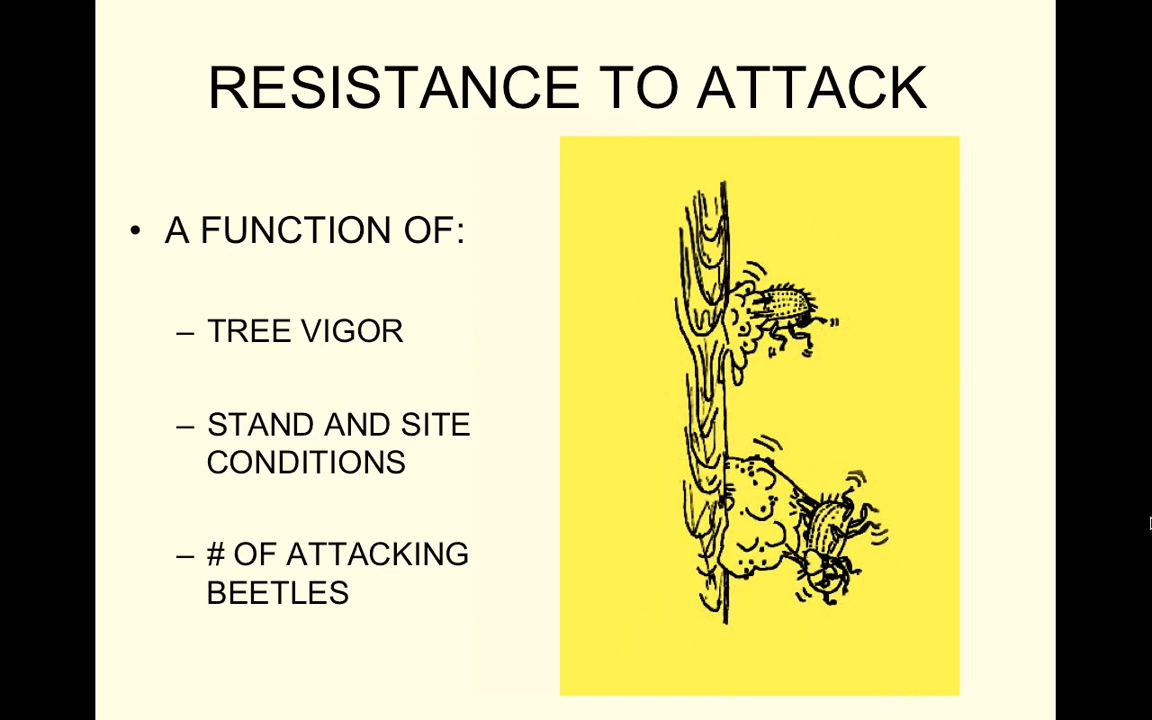 RESISTANCE TO ATTACK
• A FUNCTION OF:
– TREE VIGOR
– STAND AND SITE
CONDITIONS
– # OF ATTACKING
BEETLES